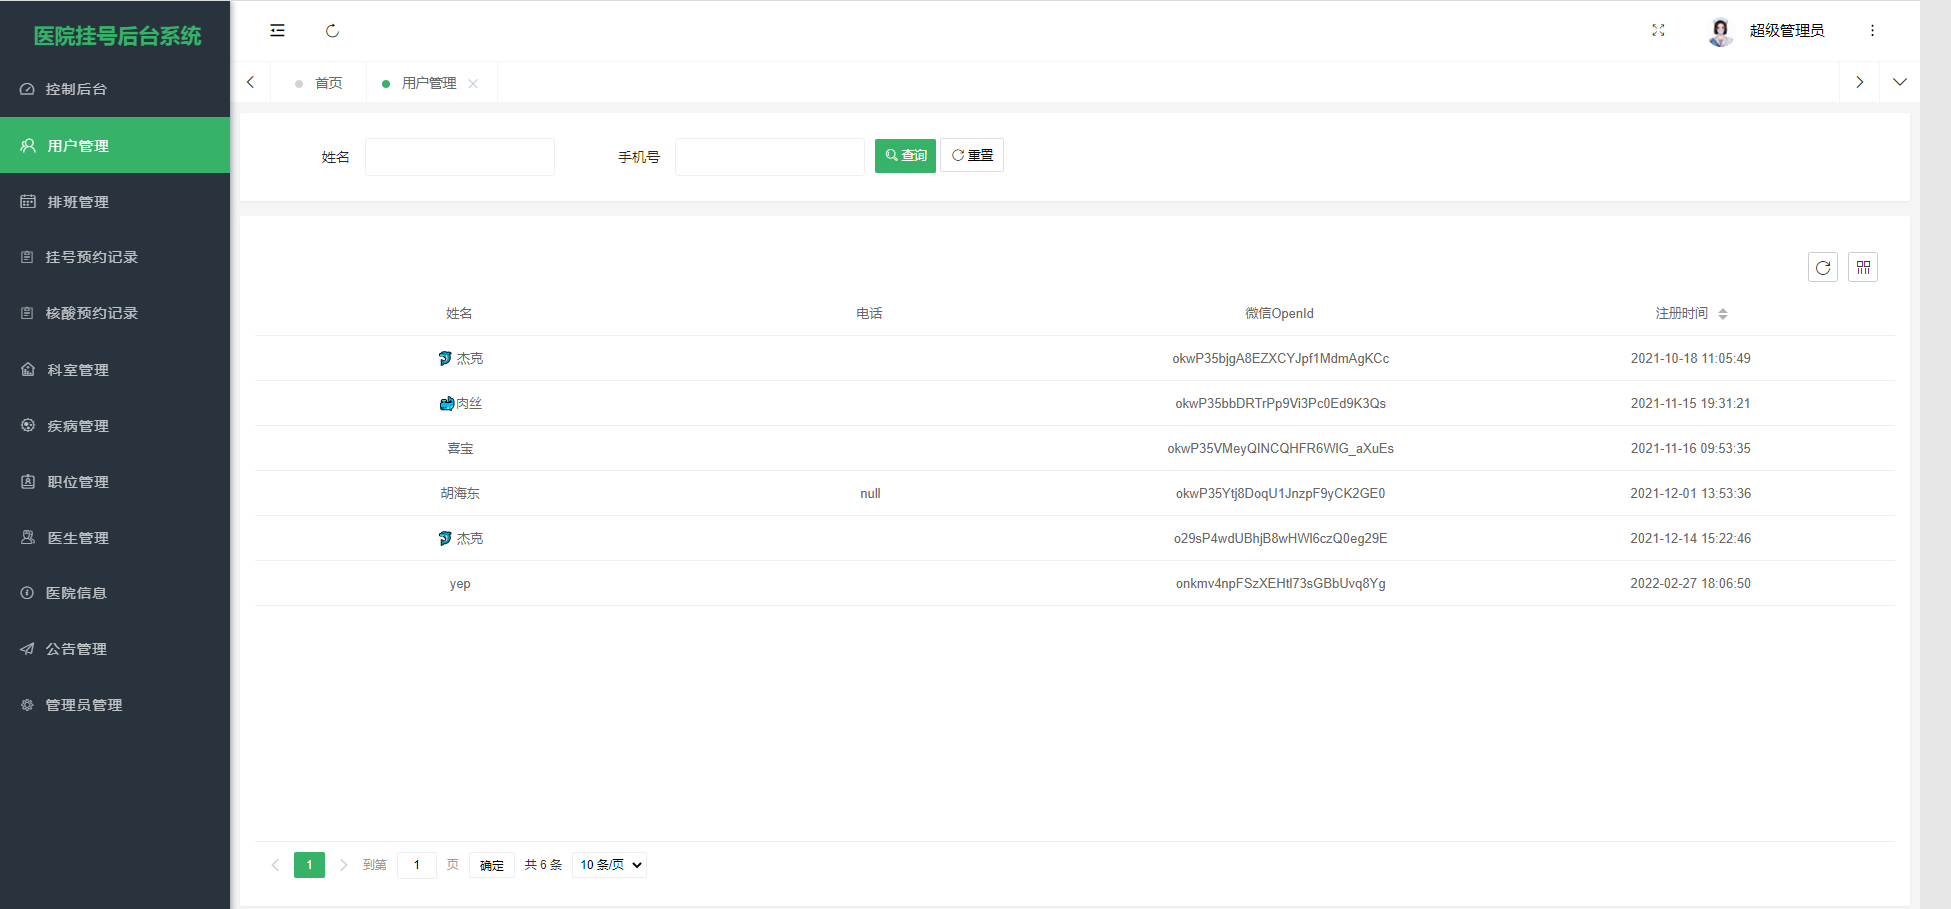 医院挂号后台系统
控制后台
用户管理
排班管理
挂号预约记录
核酸预约记录
科室管理
疾病管理
职位管理
医生管理
医院信息
公告管理
管理员管理
超级管理员
首页 用户管理
姓名 手机号 查询 重置
姓名 电话 微信OpenId 注册时间
杰克 okwP35bjgA8EZXCYJpf1MdmAgKCc 2021-10-18 11:05:49
肉丝 okwP35bbDRTrPp9Vi3Pc0Ed9K3Qs 2021-11-15 19:31:21
喜宝 okwP35VMeyQINCQHFR6WIG_aXuEs 2021-11-16 09:53:35
胡海东 null okwP35Ytj8DoqU1JnzpF9yCK2GE0 2021-12-01 13:53:36
杰克 o29sP4wdUBhjB8wHWl6czQ0eg29E 2021-12-14 15:22:46
yep onkmv4npFSzXEHtl73sGBbUvq8Yg 2022-02-27 18:06:50
1 到第 1 页 确定 共 6 条 10 条/页